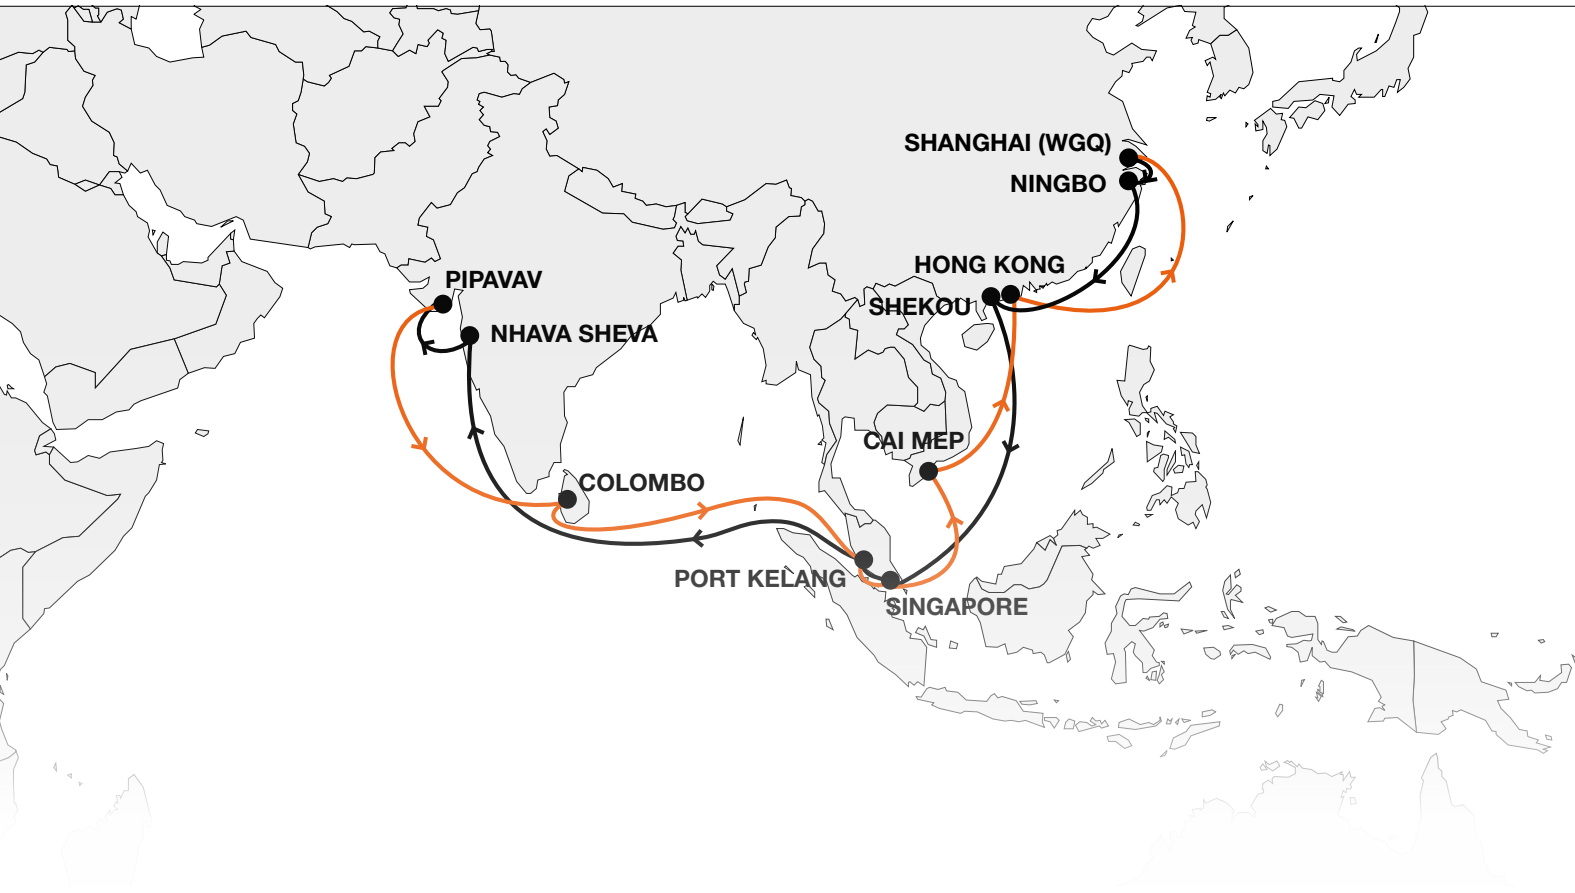 SHANGHAI (WGQ)
NINGBO
HONG KONG
PIPAVAV
SHEKOU
NHAVA SHEVA
CAI MEP
COLOMBO
PORT KELANG
SINGAPORE